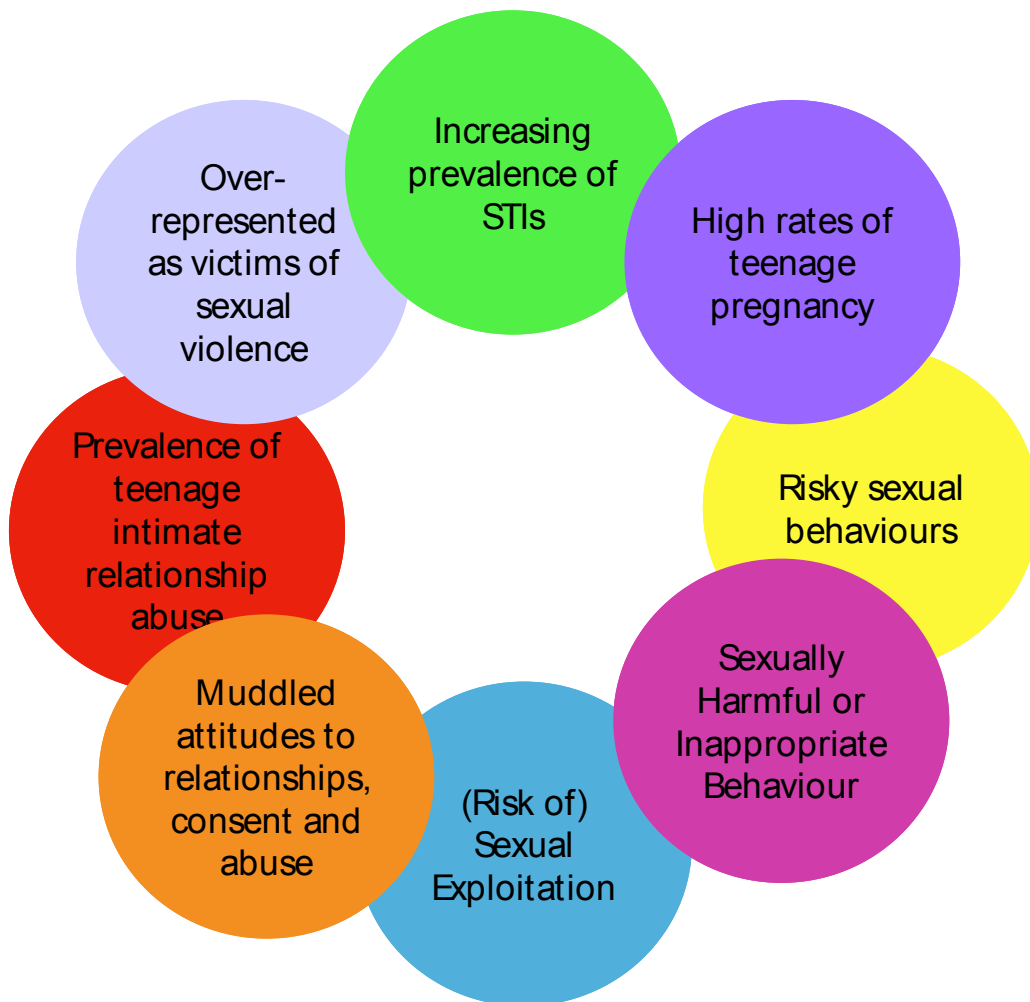 Increasing
prevalence of
STIs
High rates of
teenage
pregnancy
Risky sexual
behaviours
Sexually
Harmful or
Inappropriate
Behaviour
(Risk of)
Sexual
Exploitation
Muddled
attitudes to
relationships,
consent and
abuse
Prevalence of
teenage
intimate
relationship
abuse
Over-
represented
as victims of
sexual
violence